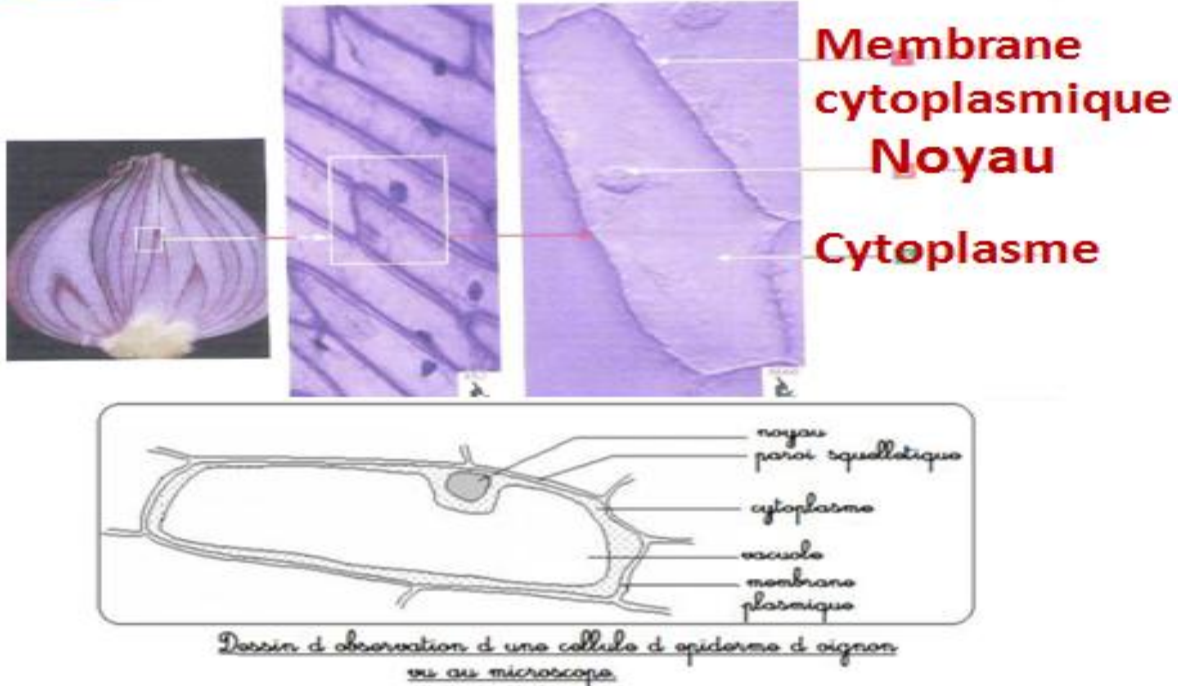 Membrane
cytoplasmique
Noyau
Cytoplasme
noyau
paroi squelletique
cytoplasme
vacuole
membrane
plasmique
Dessin d observation d une cellule d epiderme d oignon
vu au microscope.